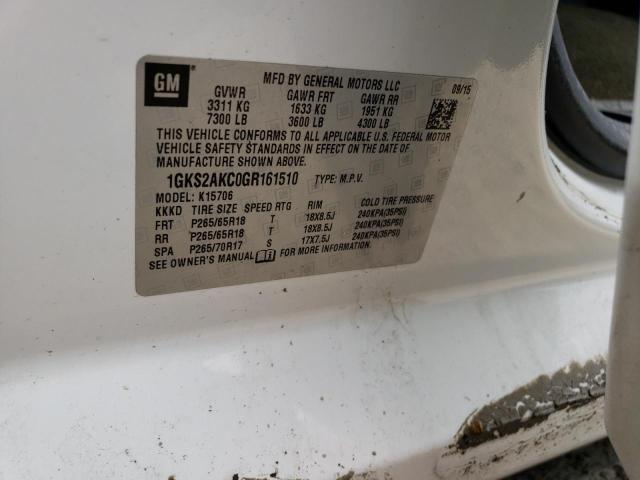 GM
MFD BY GENERAL MOTORS LLC 09/15
GVWR GAWR FRT GAWR RR
3311 KG 1633 KG 1951 KG
7300 LB 3600 LB 4300 LB
THIS VEHICLE CONFORMS TO ALL APPLICABLE U.S. FEDERAL MOTOR
VEHICLE SAFETY STANDARDS IN EFFECT ON THE DATE OF
MANUFACTURE SHOWN ABOVE.
1GKS2AKC0GR161510 TYPE: M.P.V.
MODEL: K15706
KKKD TIRE SIZE SPEED RTG RIM COLD TIRE PRESSURE
FRT P265/65R18 T 18X8.5J 240KPA(35PSI)
RR P265/65R18 T 18X8.5J 240KPA(35PSI)
SPA P265/70R17 S 17X7.5J 240KPA(35PSI)
SEE OWNER'S MANUAL FOR MORE INFORMATION.